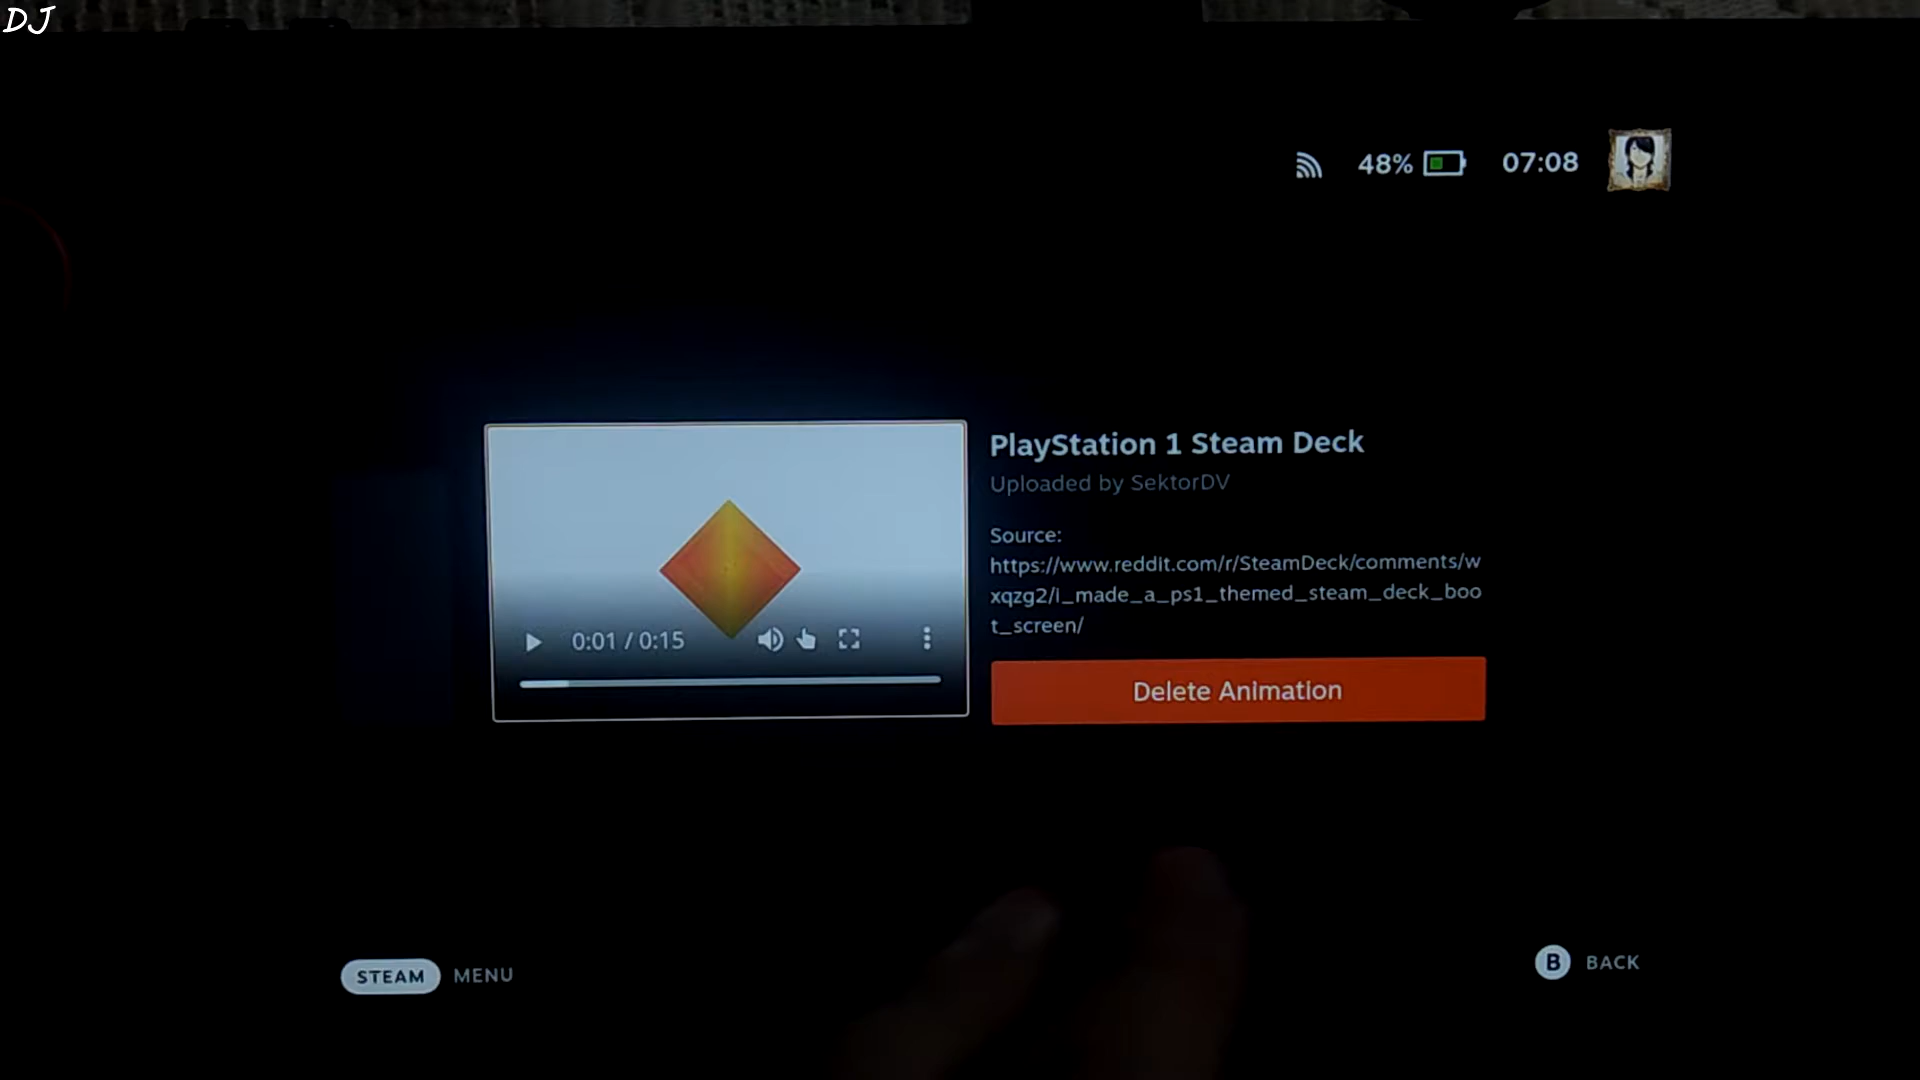 DJ
48%
07:08
PlayStation 1 Steam Deck
Uploaded by SektorDV
Source:
https://www.reddit.com/r/SteamDeck/comments/w
xqzg2/i_made_a_ps1_themed_steam_deck_boo
t_screen/
0:01 / 0:15
Delete Animation
STEAM MENU
B BACK